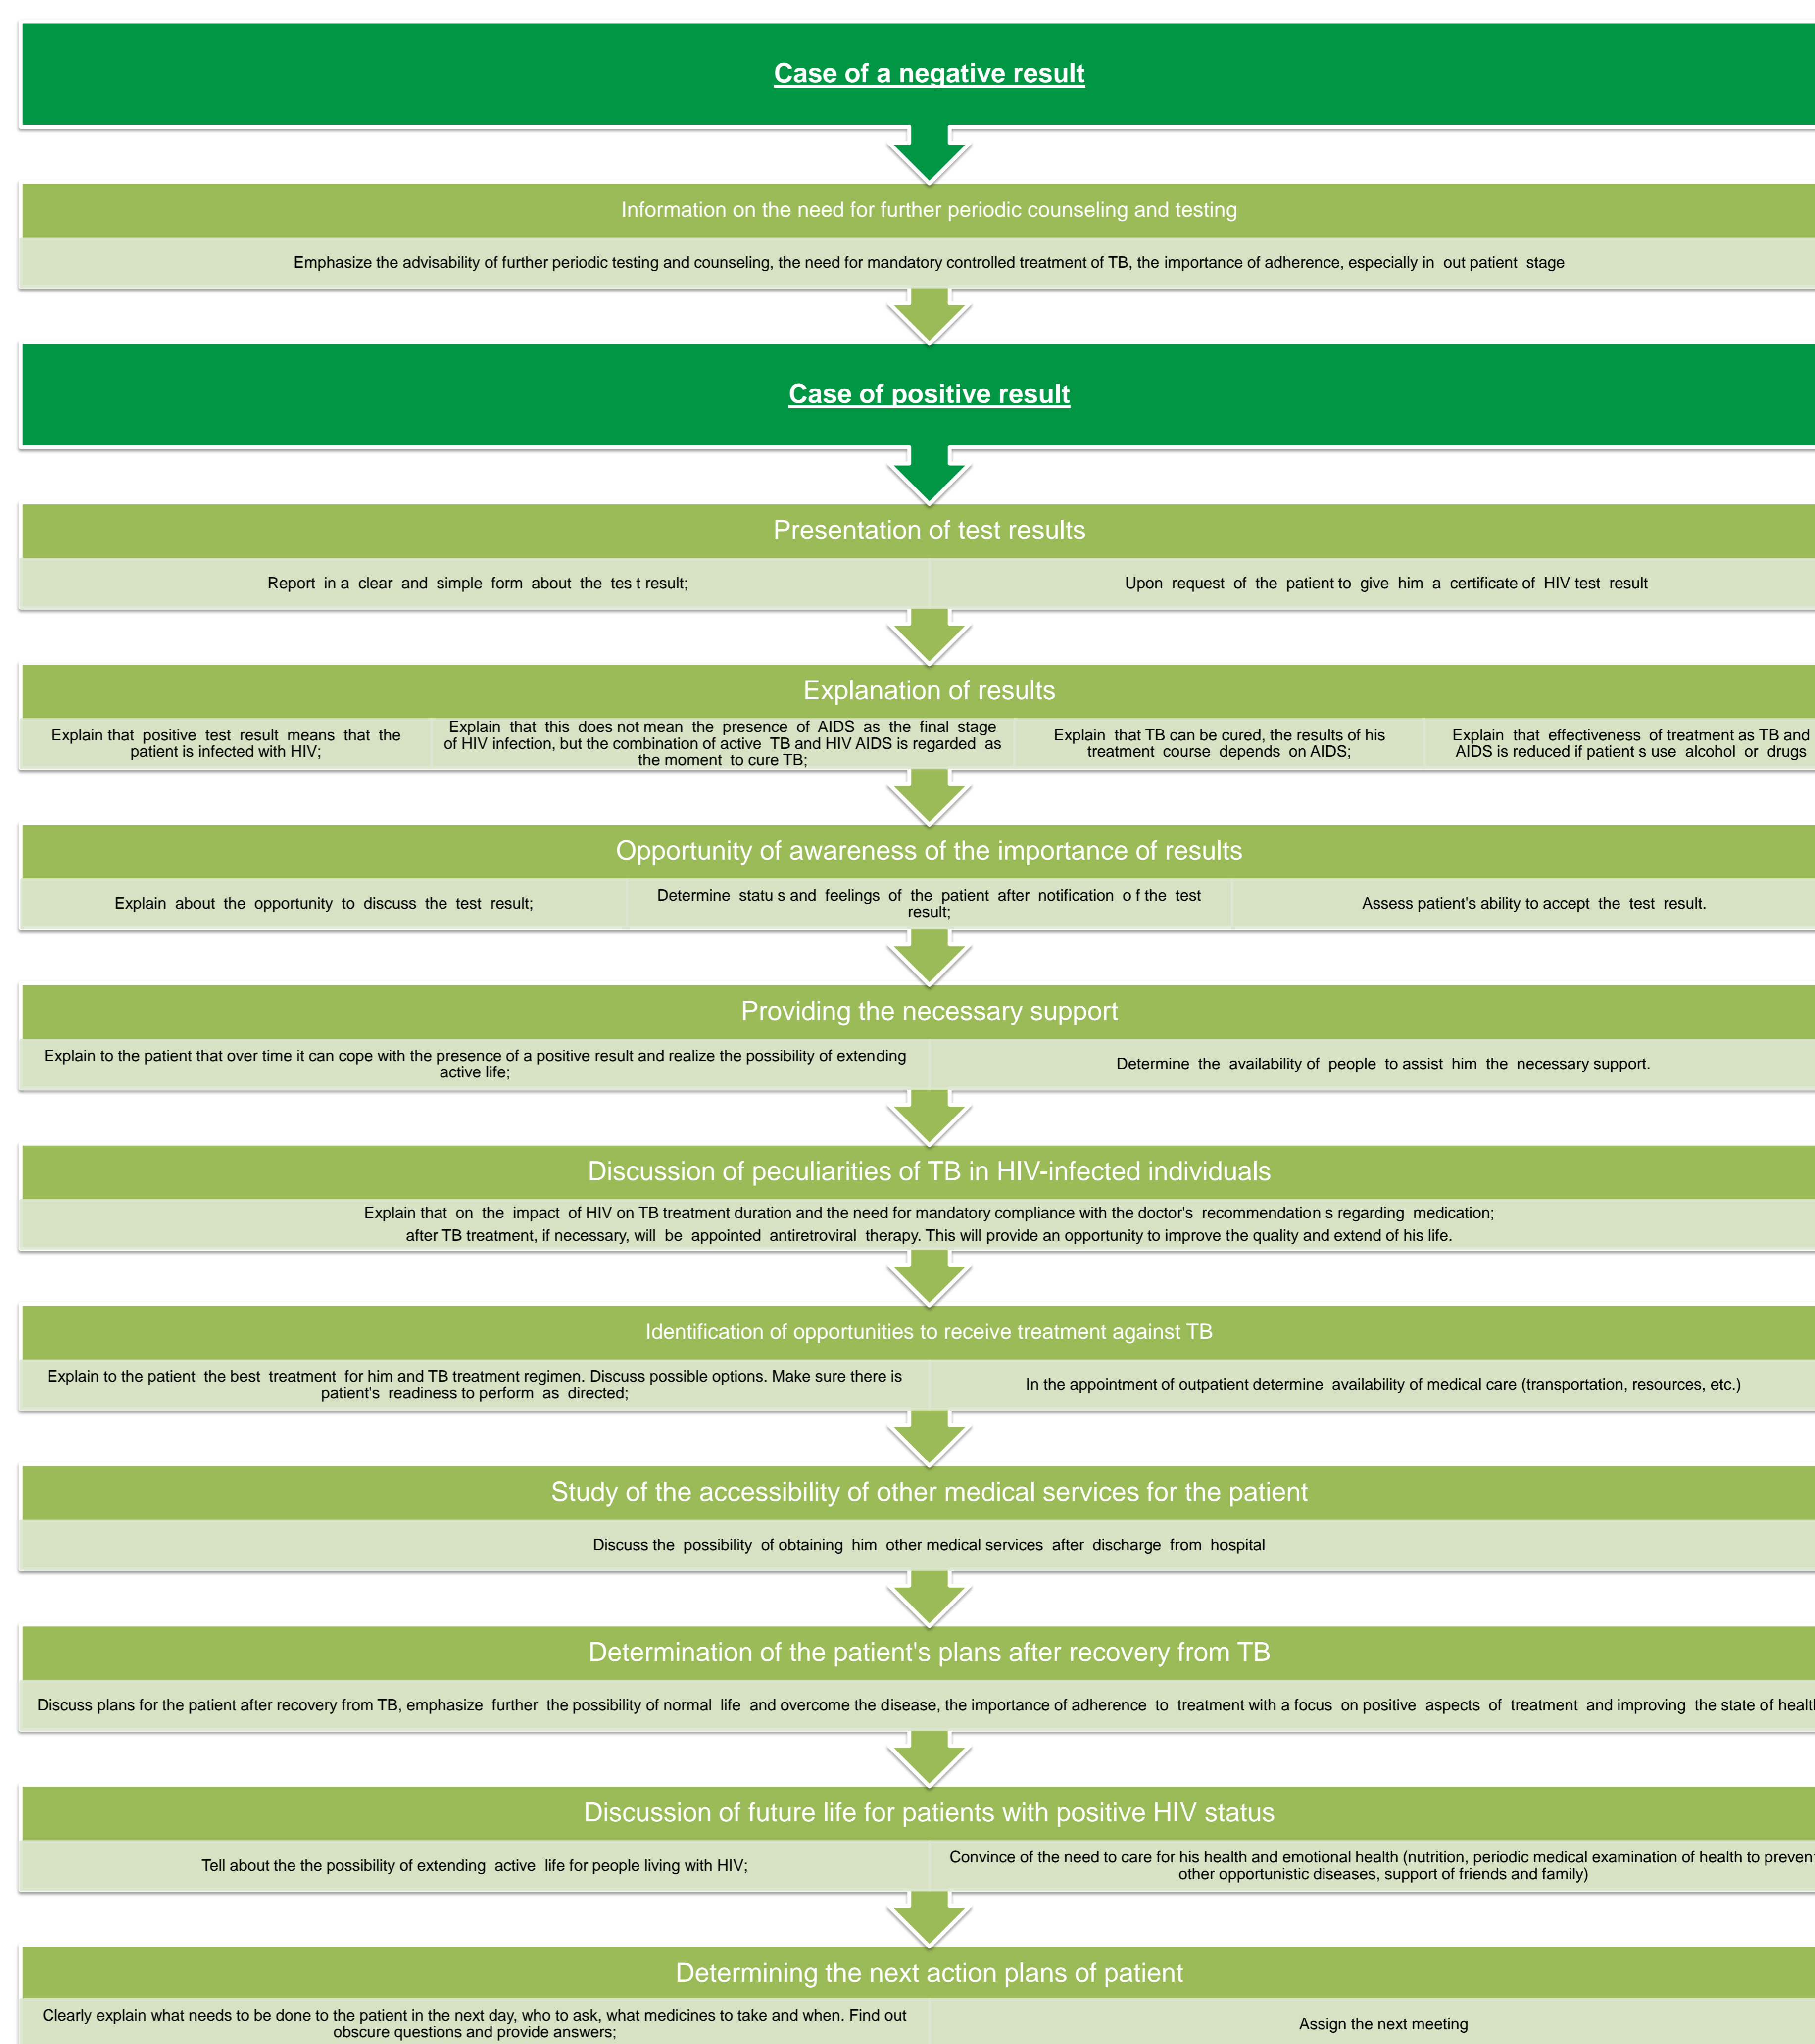 Case of a negative result
Information on the need for further periodic counseling and testing
Emphasize the advisability of further periodic testing and counseling, the need for mandatory controlled treatment of TB, the importance of adherence, especially in out patient stage
Case of positive result
Presentation of test results
Report in a clear and simple form about the tes t result;
Upon request of the patient to give him a certificate of HIV test result
Explanation of results
Explain that positive test result means that the
patient is infected with HIV;
Explain that this does not mean the presence of AIDS as the final stage
of HIV infection, but the combination of active TB and HIV AIDS is regarded as
the moment to cure TB;
Explain that TB can be cured, the results of his
treatment course depends on AIDS;
Explain that effectiveness of treatment as TB and
AIDS is reduced if patient s use alcohol or drugs
Opportunity of awareness of the importance of results
Explain about the opportunity to discuss the test result;
Determine statu s and feelings of the patient after notification o f the test
result;
Assess patient's ability to accept the test result.
Providing the necessary support
Explain to the patient that over time it can cope with the presence of a positive result and realize the possibility of extending
active life;
Determine the availability of people to assist him the necessary support.
Discussion of peculiarities of TB in HIV-infected individuals
Explain that on the impact of HIV on TB treatment duration and the need for mandatory compliance with the doctor's recommendation s regarding medication;
after TB treatment, if necessary, will be appointed antiretroviral therapy. This will provide an opportunity to improve the quality and extend of his life.
Identification of opportunities to receive treatment against TB
Explain to the patient the best treatment for him and TB treatment regimen. Discuss possible options. Make sure there is
patient's readiness to perform as directed;
In the appointment of outpatient determine availability of medical care (transportation, resources, etc.)
Study of the accessibility of other medical services for the patient
Discuss the possibility of obtaining him other medical services after discharge from hospital
Determination of the patient's plans after recovery from TB
Discuss plans for the patient after recovery from TB, emphasize further the possibility of normal life and overcome the disease, the importance of adherence to treatment with a focus on positive aspects of treatment and improving the state of
Discussion of future life for patients with positive HIV status
Tell about the the possibility of extending active life for people living with HIV;
Convince of the need to care for his health and emotional health (nutrition, periodic medical examination of health to prevent
other opportunistic diseases, support of friends and family)
Determining the next action plans of patient
Clearly explain what needs to be done to the patient in the next day, who to ask, what medicines to take and when. Find out
obscure questions and provide answers;
Assign the next meeting